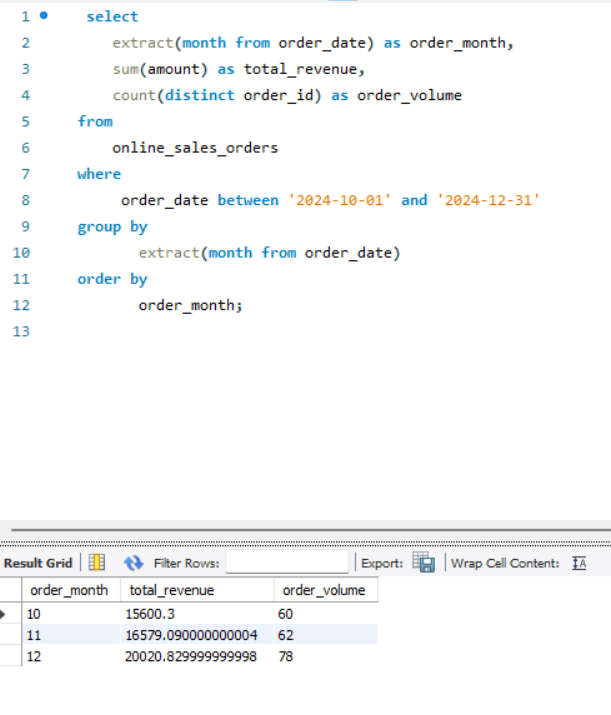 1 select
2 extract(month from order_date) as order_month,
3 sum(amount) as total_revenue,
4 count(distinct order_id) as order_volume
5 from
6 online_sales_orders
7 where
8 order_date between '2024-10-01' and '2024-12-31'
9 group by
10 extract(month from order_date)
11 order by
12 order_month;
13
Result Grid Filter Rows: Export: Wrap Cell Content: IA
order_month total_revenue order_volume
10 15600.3 60
11 16579.090000000004 62
12 20020.829999999998 78